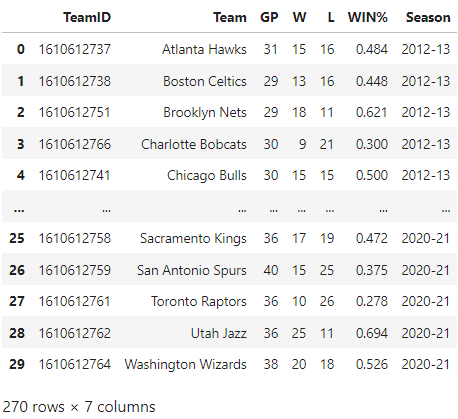 TeamID Team GP W L WIN% Season
0 1610612737 Atlanta Hawks 31 15 16 0.484 2012-13
1 1610612738 Boston Celtics 29 13 16 0.448 2012-13
2 1610612751 Brooklyn Nets 29 18 11 0.621 2012-13
3 1610612766 Charlotte Bobcats 30 9 21 0.300 2012-13
4 1610612741 Chicago Bulls 30 15 15 0.500 2012-13
... ... ... ... ... ... ... ...
25 1610612758 Sacramento Kings 36 17 19 0.472 2020-21
26 1610612759 San Antonio Spurs 40 15 25 0.375 2020-21
27 1610612761 Toronto Raptors 36 10 26 0.278 2020-21
28 1610612762 Utah Jazz 36 25 11 0.694 2020-21
29 1610612764 Washington Wizards 38 20 18 0.526 2020-21
270 rows × 7 columns